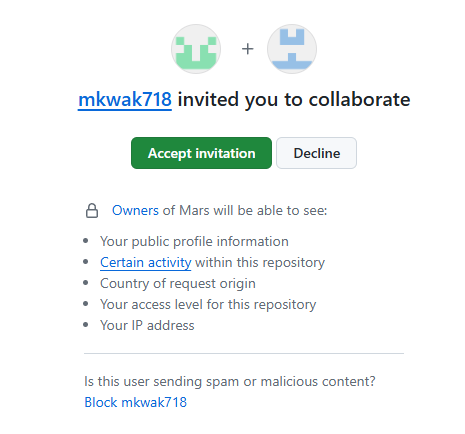 +
mkwak718 invited you to collaborate
Accept invitation
Decline
Owners of Mars will be able to see:
• Your public profile information
• Certain activity within this repository
• Country of request origin
• Your access level for this repository
• Your IP address
Is this user sending spam or malicious content?
Block mkwak718